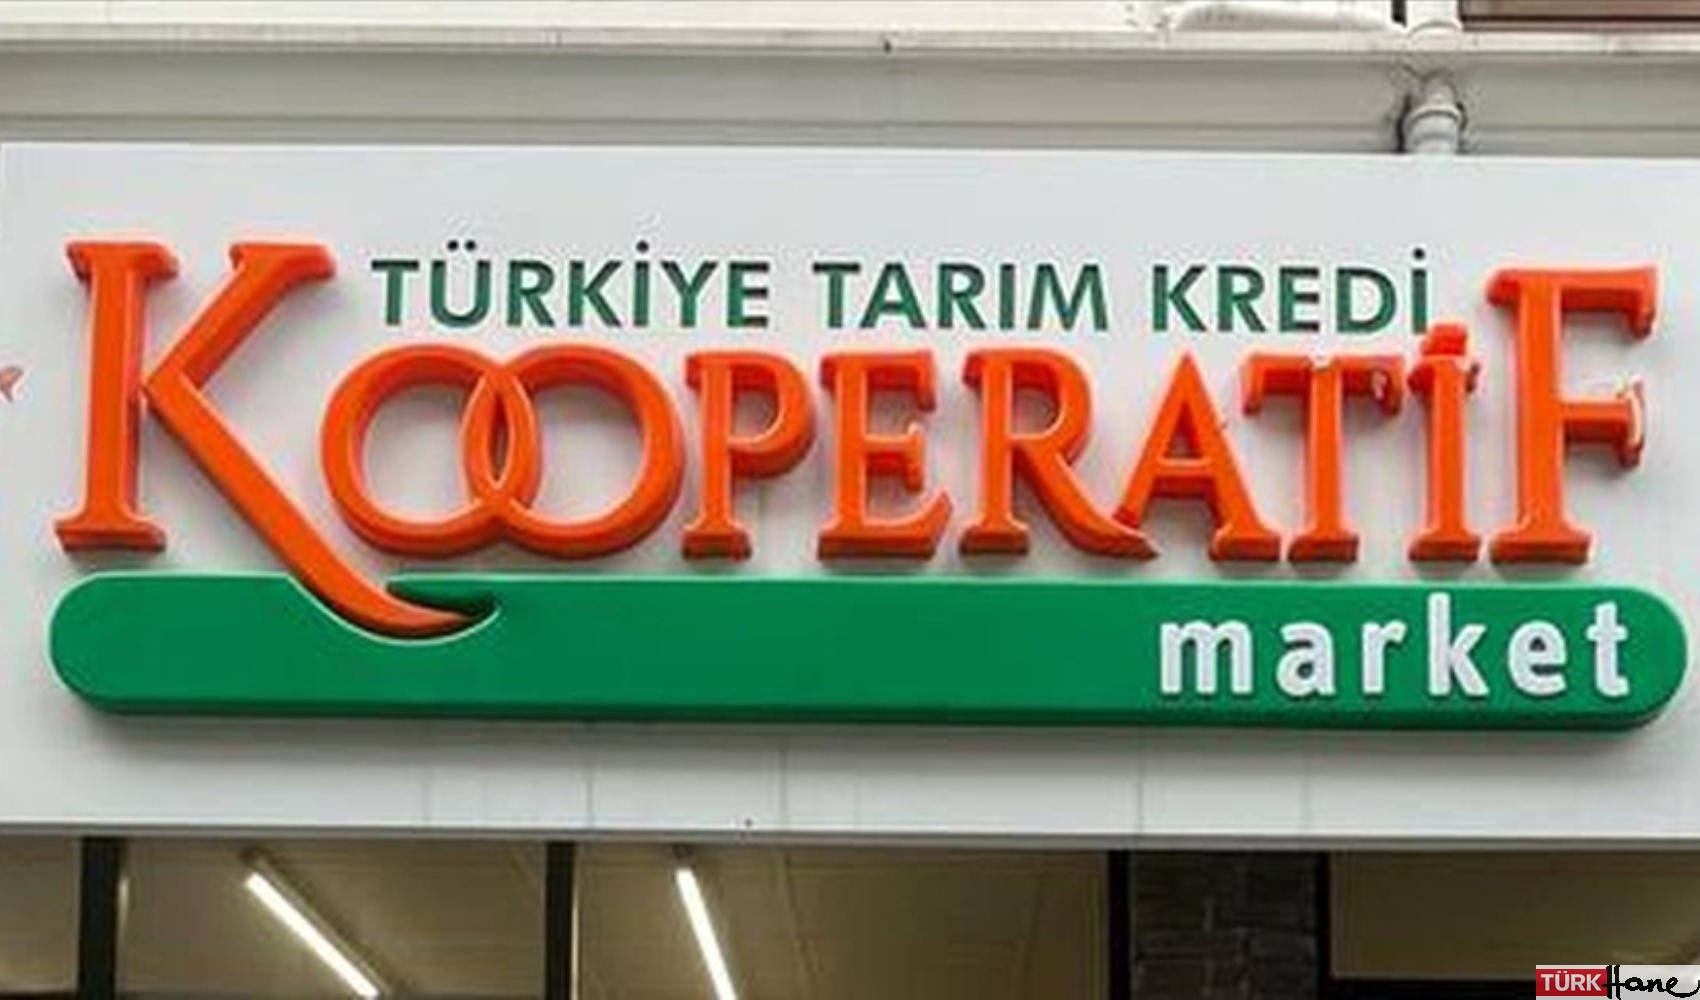 TÜRKİYE TARIM KREDİ
KOOPERATİF
market
TÜRKHane